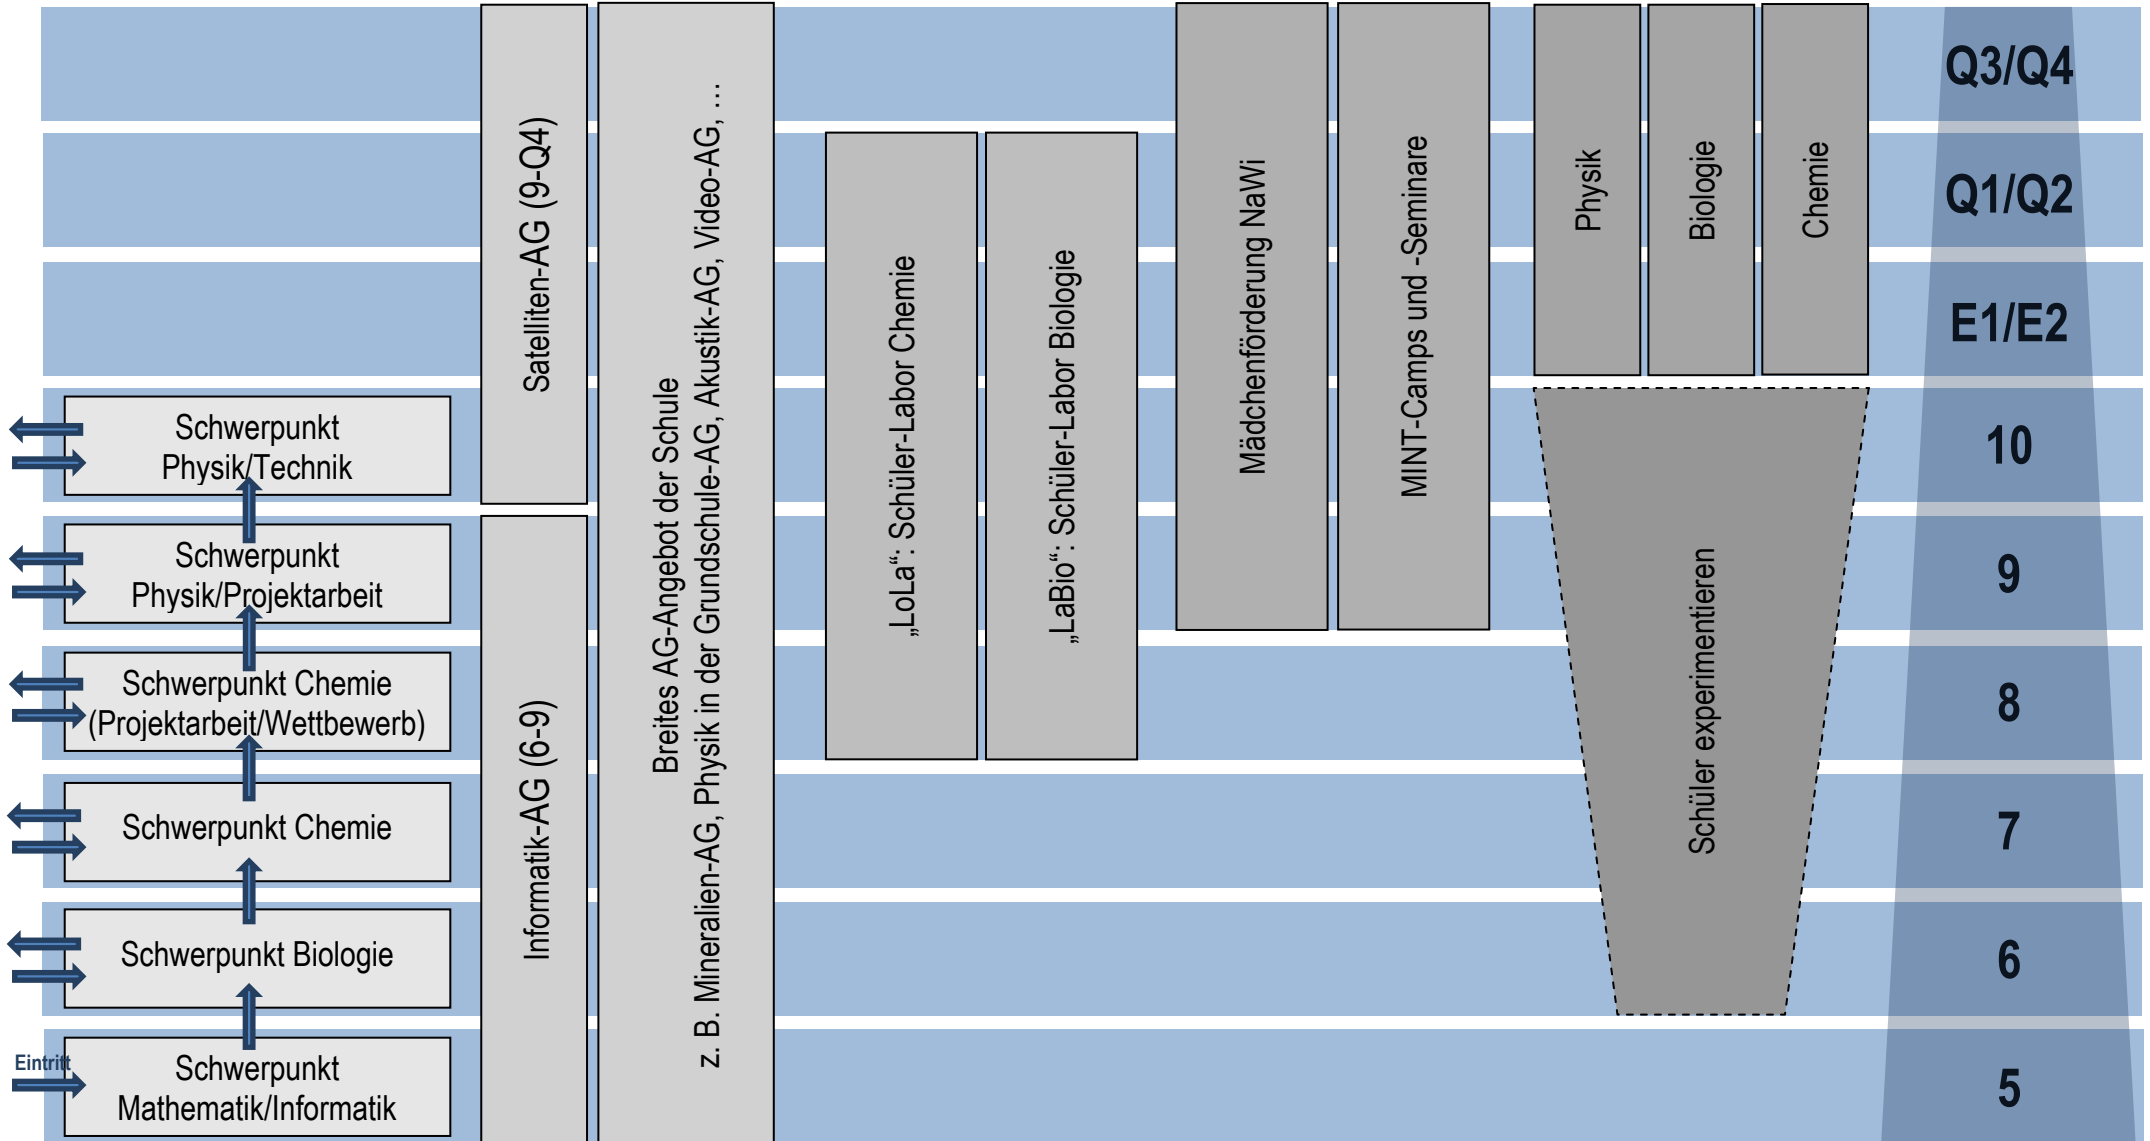 Schwerpunkt
Physik/Technik
Schwerpunkt
Physik/Projektarbeit
Schwerpunkt Chemie
(Projektarbeit/Wettbewerb)
Schwerpunkt Chemie
Schwerpunkt Biologie
Eintritt
Schwerpunkt
Mathematik/Informatik
Satelliten-AG (9-Q4)
Informatik-AG (6-9)
Breites AG-Angebot der Schule
z. B. Mineralien-AG, Physik in der Grundschule-AG, Akustik-AG, Video-AG, …
„LoLa“: Schüler-Labor Chemie
„LaBio“: Schüler-Labor Biologie
Mädchenförderung NaWi
MINT-Camps und -Semin­are
Physik
Biologie
Chemie
Schüler experimentieren
Q3/Q4
Q1/Q2
E1/E2
10
9
8
7
6
5